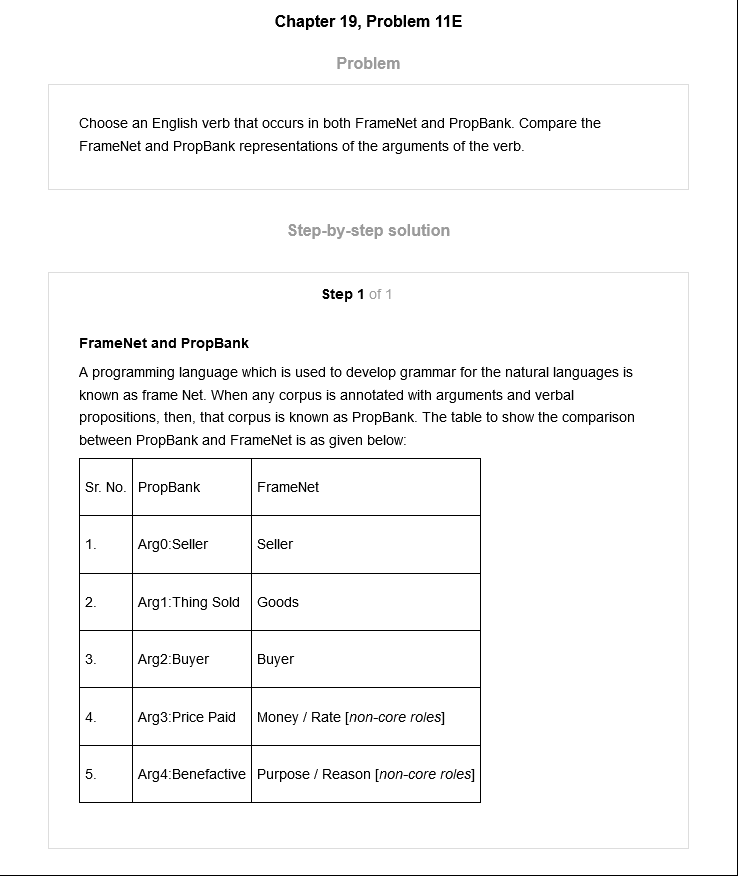 Chapter 19, Problem 11E
Problem
Choose an English verb that occurs in both FrameNet and PropBank. Compare the
FrameNet and PropBank representations of the arguments of the verb.
Step-by-step solution
Step 1 of 1
FrameNet and PropBank
A programming language which is used to develop grammar for the natural languages is
known as frame Net. When any corpus is annotated with arguments and verbal
propositions, then, that corpus is known as PropBank. The table to show the comparison
between PropBank and FrameNet is as given below:
Sr. No. PropBank FrameNet
1. Arg0:Seller Seller
2. Arg1:Thing Sold Goods
3. Arg2:Buyer Buyer
4. Arg3:Price Paid Money / Rate [non-core roles]
5. Arg4:Benefactive Purpose / Reason [non-core roles]